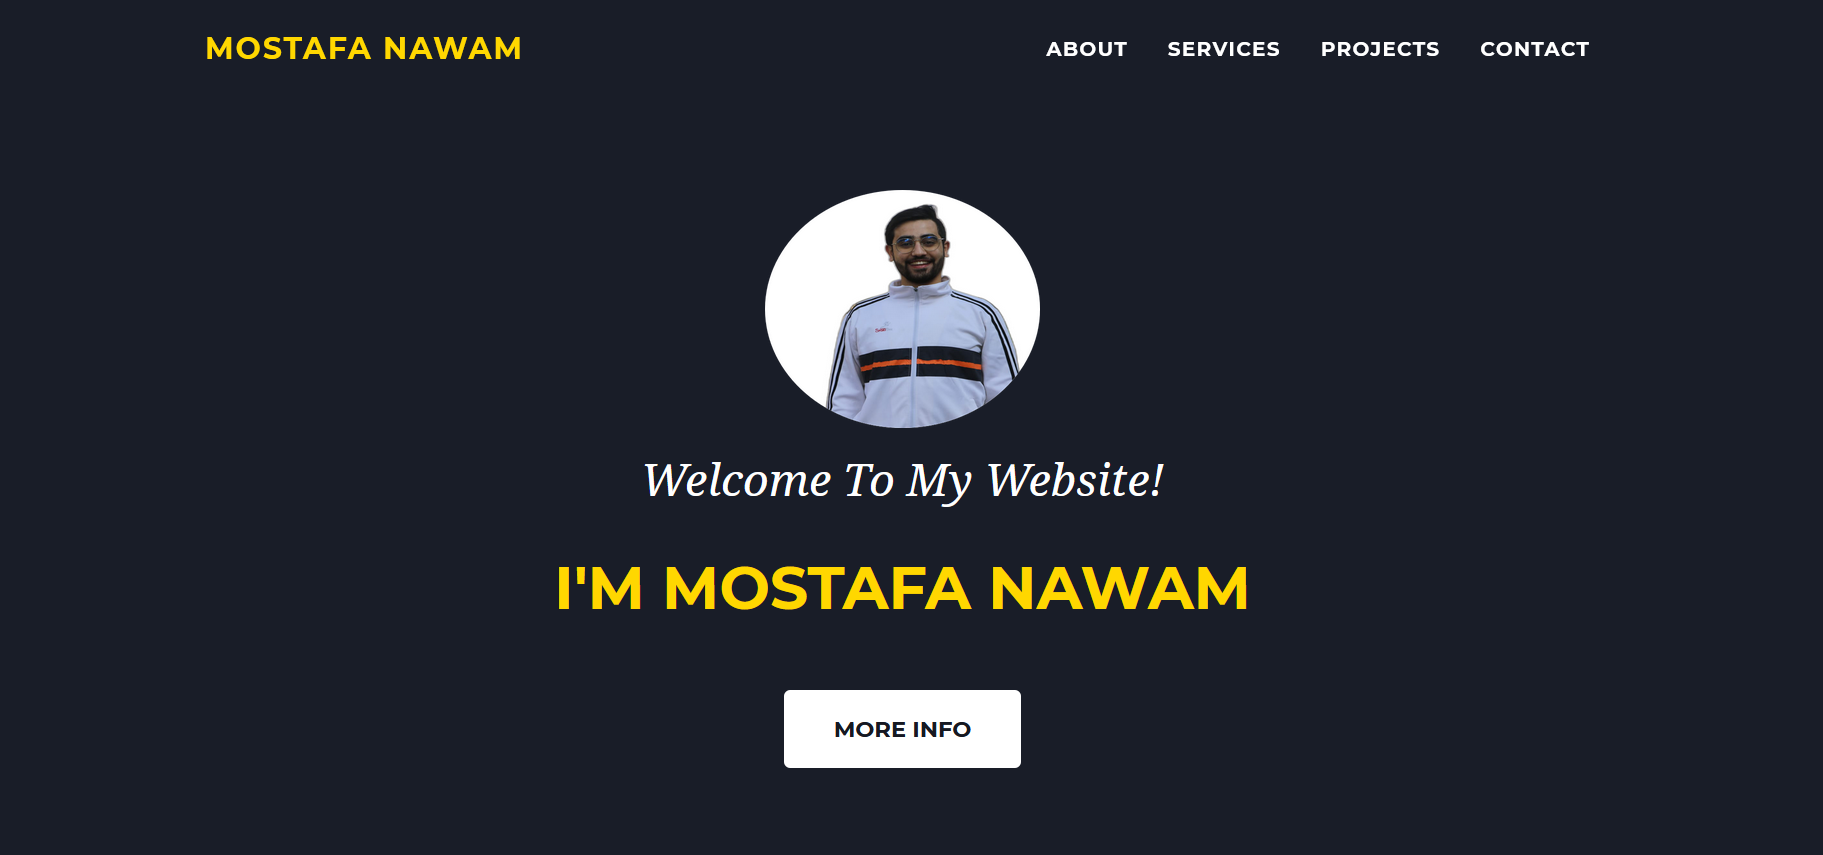 MOSTAFA NAWAM
ABOUT SERVICES PROJECTS CONTACT
Welcome To My Website!
I'M MOSTAFA NAWAM
MORE INFO